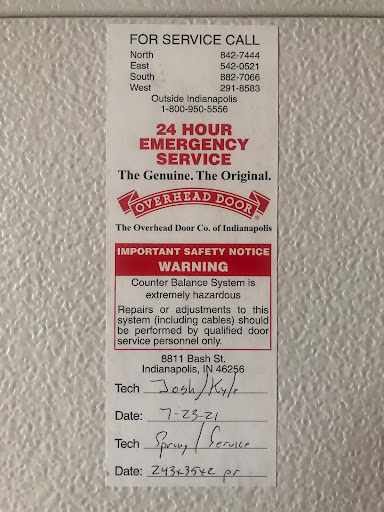 FOR SERVICE CALL
North 842-7444
East 542-0521
South 882-7066
West 291-8583
Outside Indianapolis
1-800-950-5556
24 HOUR
EMERGENCY
SERVICE
The Genuine. The Original.
OVERHEAD DOOR®
The Overhead Door Co. of Indianapolis
IMPORTANT SAFETY NOTICE
WARNING
Counter Balance System is
extremely hazardous
Repairs or adjustments to this
system (including cables) should
be performed by qualified door
service personnel only.
8811 Bash St.
Indianapolis, IN 46256
Tech Josh/Kyle
Date: 7-23-21
Tech Spring/Service
Date: 243x35x2 pr